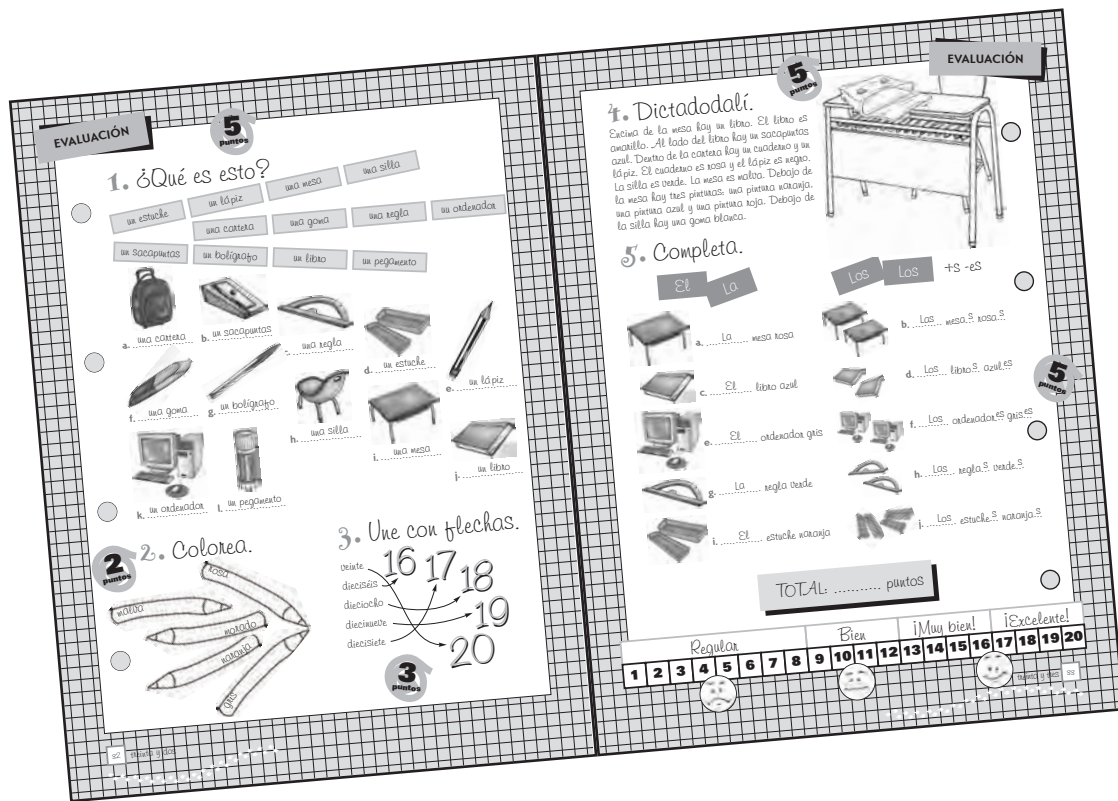 EVALUACIÓN
5
puntos
1. ¿Qué es esto?
un estuche
un lápiz
una mesa
una silla
una cartera
una goma
una regla
un ordenador
un sacapuntas
un bolígrafo
un libro
un pegamento
a. una cartera
b. un sacapuntas
c. una regla
d. un estuche
e. un lápiz
f. una goma
g. un bolígrafo
h. una silla
i. una mesa
j. un libro
k. un ordenador
l. un pegamento
2
puntos
2. Colorea.
rosa
malva
morado
naranja
gris
3. Une con flechas.
veinte
dieciséis
dieciocho
diecinueve
diecisiete
16
17
18
19
20
3
puntos
32 treinta y dos
EVALUACIÓN
5
puntos
4. Dictadodalí.
Encima de la mesa hay un libro. El libro es
amarillo. Al lado del libro hay un sacapuntas
azul. Dentro de la cartera hay un cuaderno y un
lápiz. El cuaderno es rosa y el lápiz es negro.
La silla es verde. La mesa es malva. Debajo de
la mesa hay tres pinturas: una pintura naranja,
una pintura azul y una pintura roja. Debajo de
la silla hay una goma blanca.
5. Completa.
El
La
Los
Los
+s -es
a. La mesa rosa
b. Las mesas rosas
c. El libro azul
d. Los libros azules
e. El ordenador gris
f. Los ordenadores grises
g. La regla verde
h. Las reglas verdes
i. El estuche naranja
j. Los estuches naranjas
5
puntos
TOTAL: ........... puntos
Regular
Bien
¡Muy bien!
¡Excelente!
1 2 3 4 5 6 7 8 9 10 11 12 13 14 15 16 17 18 19 20
treinta y tres 33